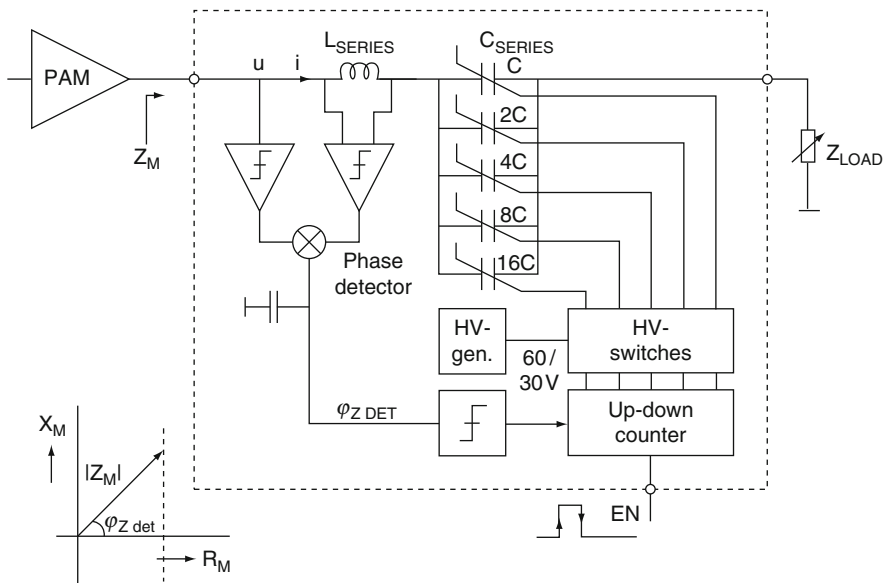 PAM
u
i
L_SERIES
C_SERIES
C
2C
4C
8C
16C
Z_M
Z_LOAD
Phase
detector
HV-
gen.
60/
30 V
HV-
switches
φ_Z DET
Up-down
counter
EN
X_M
|Z_M|
φ_Z det
R_M